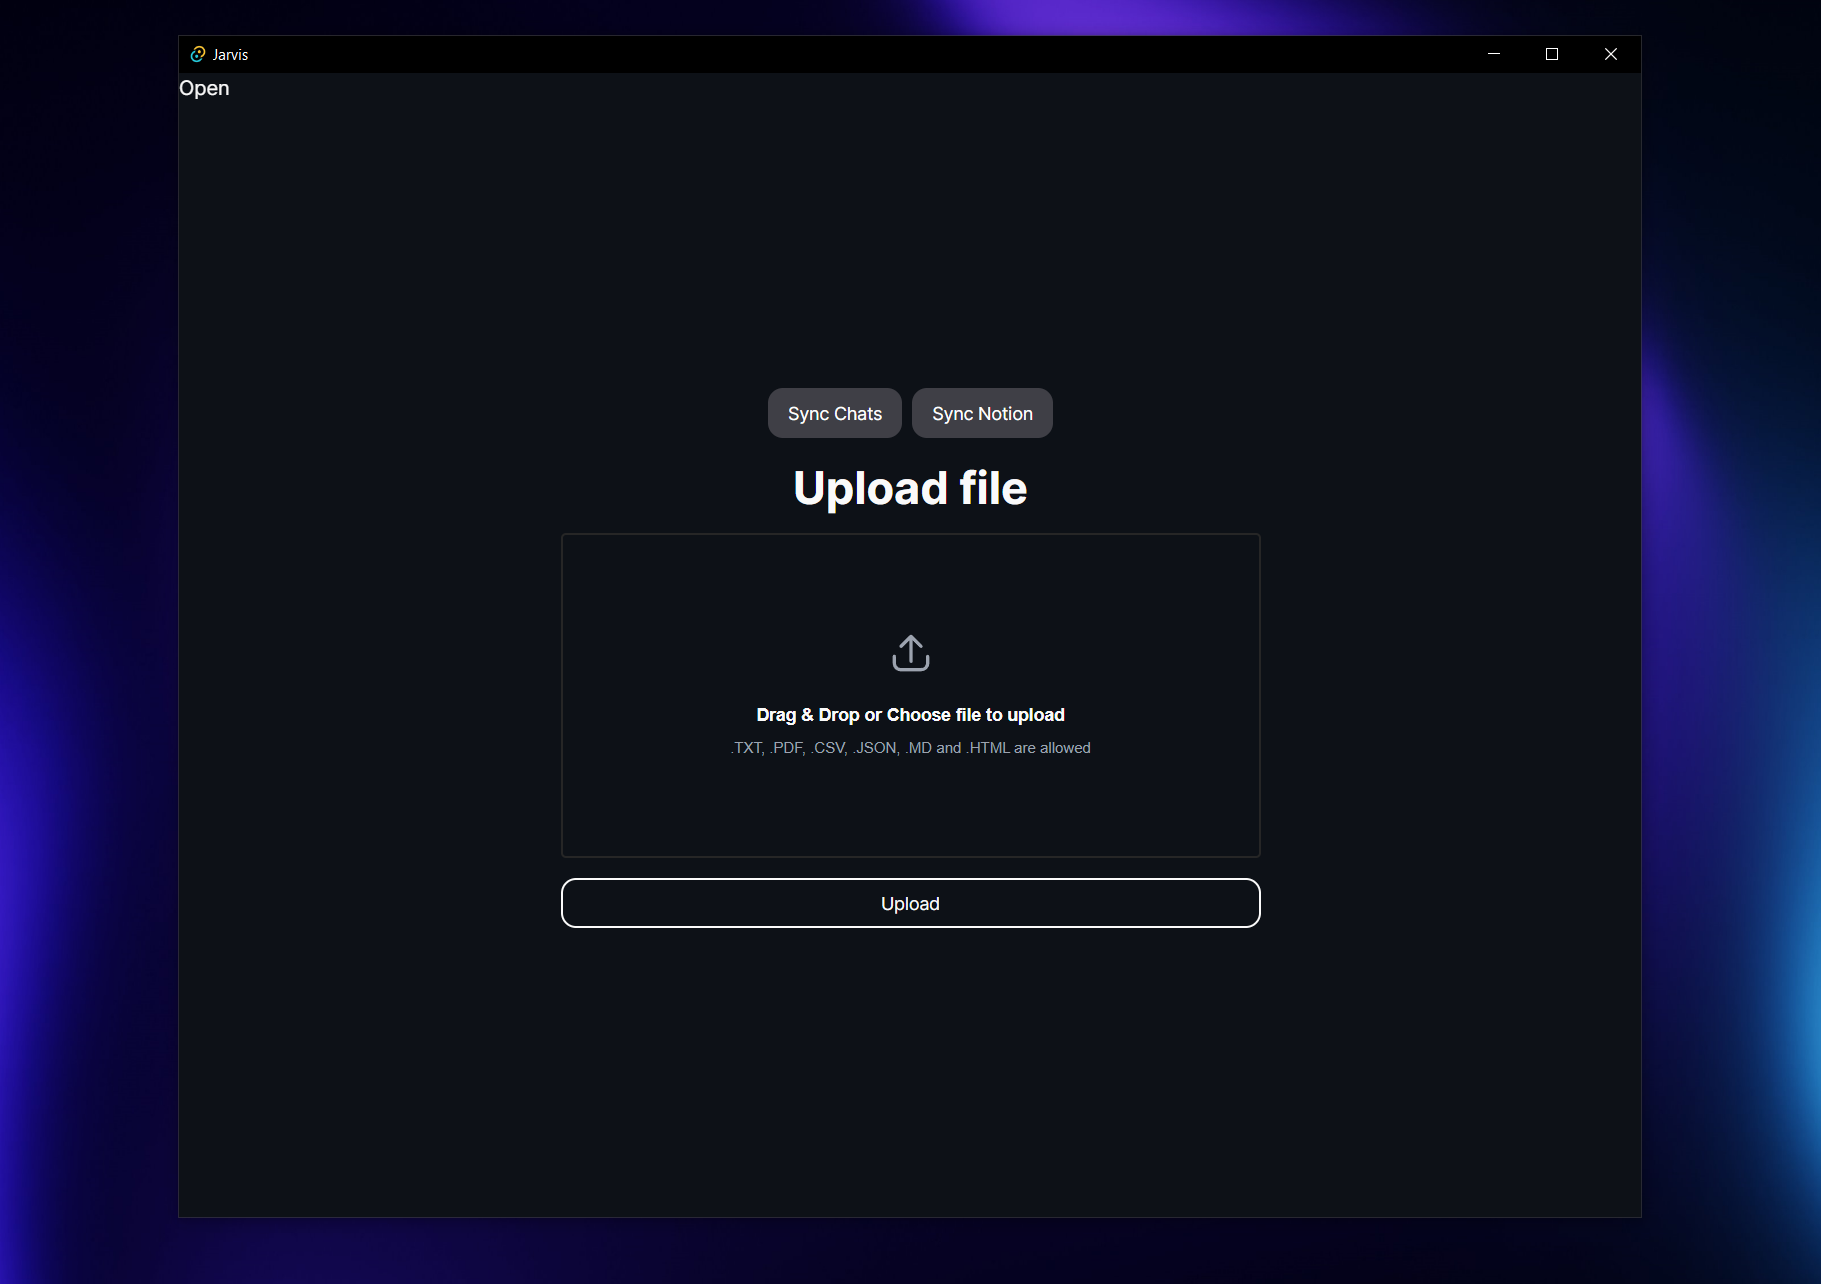 Jarvis
Open
Sync Chats Sync Notion
Upload file
Drag & Drop or Choose file to upload
.TXT, .PDF, .CSV, .JSON, .MD and .HTML are allowed
Upload